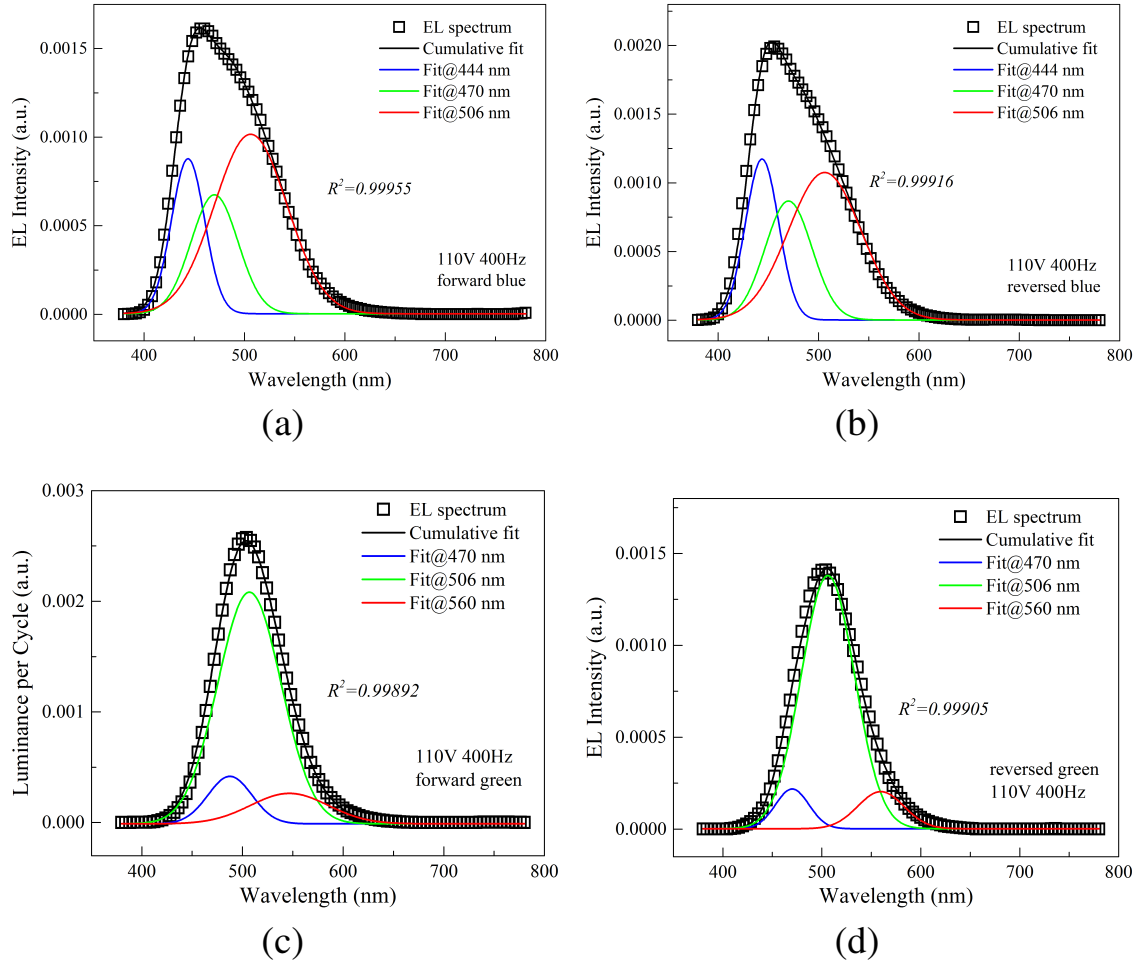 EL spectrum
Cumulative fit
Fit@444 nm
Fit@470 nm
Fit@506 nm
R²=0.99955
110V 400Hz
forward blue
EL Intensity (a.u.)
0.0015
0.0010
0.0005
0.0000
400
500
600
700
800
Wavelength (nm)
(a)
EL spectrum
Cumulative fit
Fit@444 nm
Fit@470 nm
Fit@506 nm
R²=0.99916
110V 400Hz
reversed blue
EL Intensity (a.u.)
0.0020
0.0015
0.0010
0.0005
0.0000
400
500
600
700
800
Wavelength (nm)
(b)
EL spectrum
Cumulative fit
Fit@470 nm
Fit@506 nm
Fit@560 nm
R²=0.99892
110V 400Hz
forward green
Luminance per Cycle (a.u.)
0.003
0.002
0.001
0.000
400
500
600
700
800
Wavelength (nm)
(c)
EL spectrum
Cumulative fit
Fit@470 nm
Fit@506 nm
Fit@560 nm
R²=0.99905
reversed green
110V 400Hz
EL Intensity (a.u.)
0.0015
0.0010
0.0005
0.0000
400
500
600
700
800
Wavelength (nm)
(d)